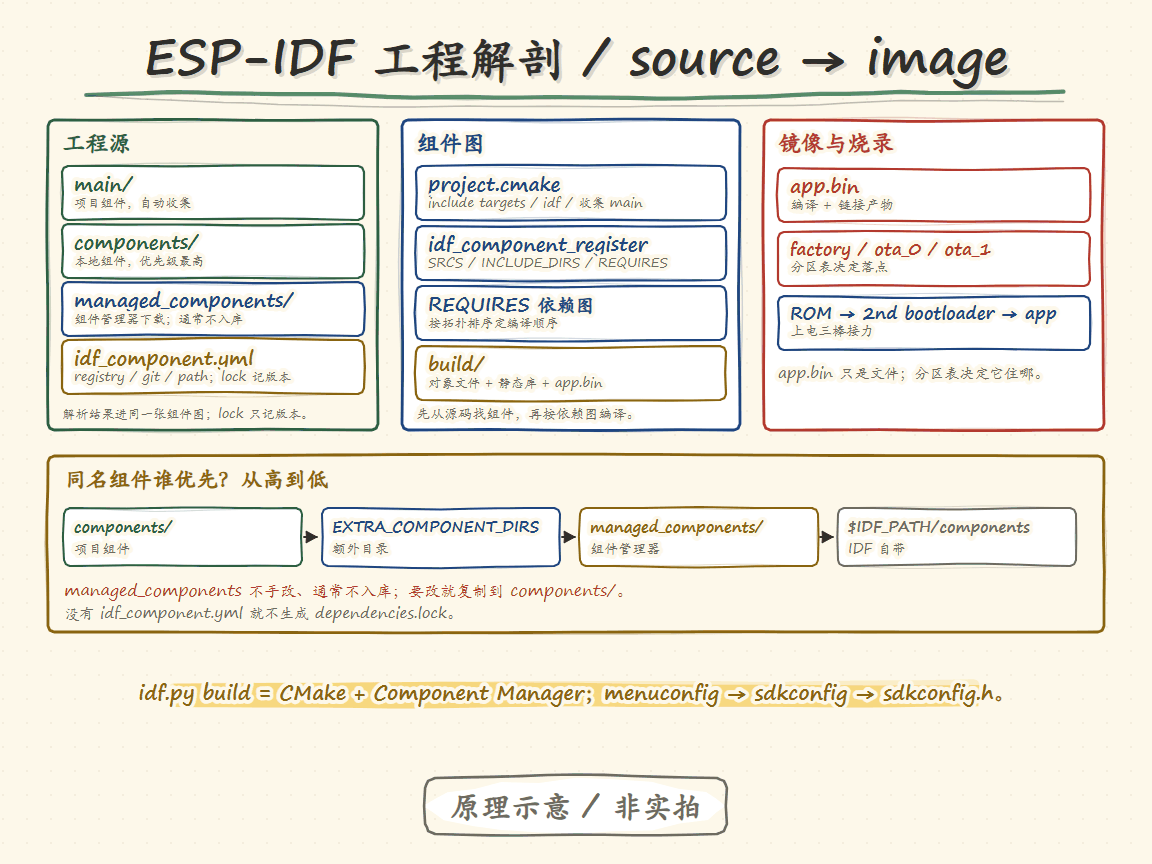 ESP-IDF 工程解剖 / source → image
工程源
main/
项目组件，自动收集
components/
本地组件，优先级最高
managed_components/
组件管理器下载；通常不入库
idf_component.yml
registry / git / path；lock 记版本
解析结果进同一张组件图；lock 只记版本。
组件图
project.cmake
include targets / idf / 收集 main
idf_component_register
SRCS / INCLUDE_DIRS / REQUIRES
REQUIRES 依赖图
按拓扑排序定编译顺序
build/
对象文件 + 静态库 + app.bin
先从源码找组件，再按依赖图编译。
镜像与烧录
app.bin
编译 + 链接产物
factory / ota_0 / ota_1
分区表决定落点
ROM → 2nd bootloader → app
上电三棒接力
app.bin 只是文件；分区表决定它住哪。
同名组件谁优先？从高到低
components/
项目组件
EXTRA_COMPONENT_DIRS
额外目录
managed_components/
组件管理器
$IDF_PATH/components
IDF 自带
managed_components 不手改、通常不入库；要改就复制到 components/。
没有 idf_component.yml 就不生成 dependencies.lock。
idf.py build = CMake + Component Manager；menuconfig → sdkconfig → sdkconfig.h。
原理示意 / 非实拍